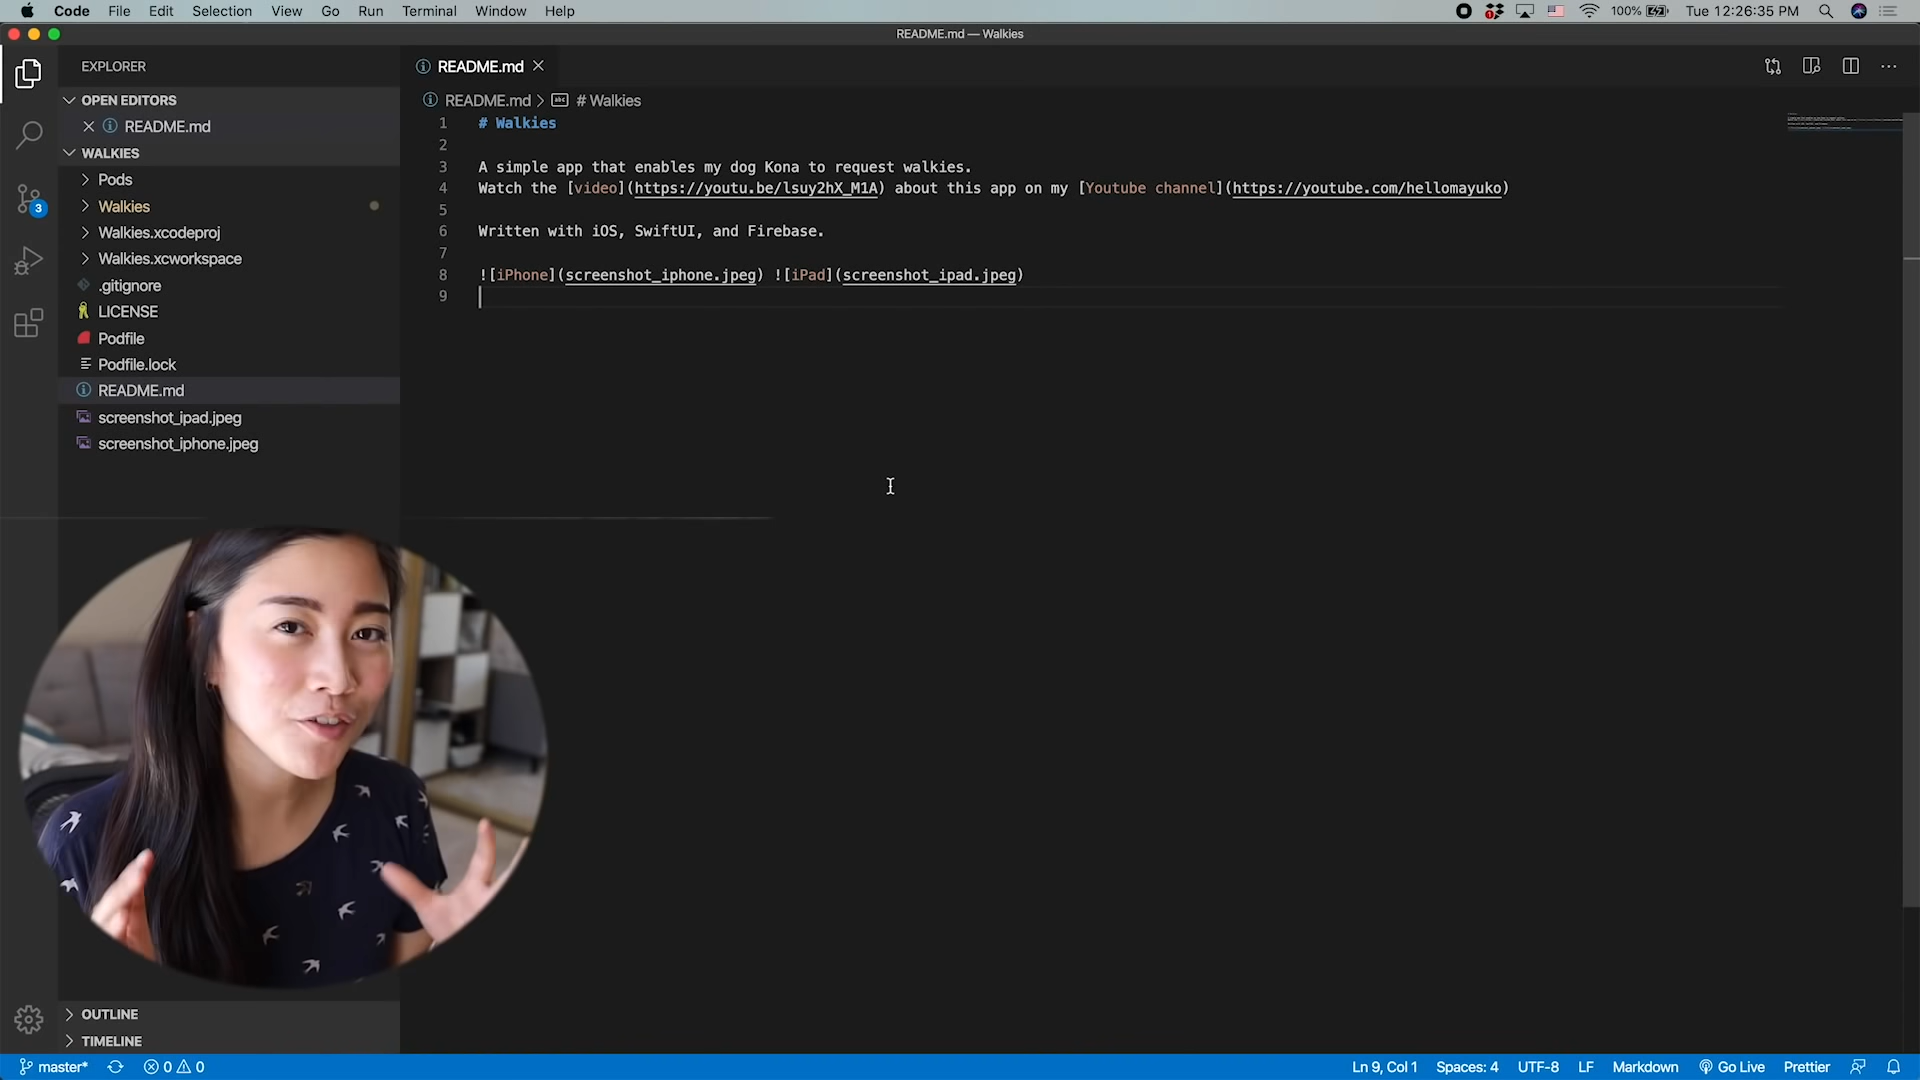 Code File Edit Selection View Go Run Terminal Window Help
100% Tue 12:26:35 PM
README.md — Walkies
EXPLORER
OPEN EDITORS
README.md
WALKIES
Pods
Walkies
Walkies.xcodeproj
Walkies.xcworkspace
.gitignore
LICENSE
Podfile
Podfile.lock
README.md
screenshot_ipad.jpeg
screenshot_iphone.jpeg
3
OUTLINE
TIMELINE
README.md
README.md > abc # Walkies
1 # Walkies
2
3 A simple app that enables my dog Kona to request walkies.
4 Watch the [video](https://youtu.be/lsuy2hX_M1A) about this app on my [Youtube channel](https://youtube.com/hellomayuko)
5
6 Written with iOS, SwiftUI, and Firebase.
7
8 ![iPhone](screenshot_iphone.jpeg) ![iPad](screenshot_ipad.jpeg)
9
master* 0 0 Ln 9, Col 1 Spaces: 4 UTF-8 LF Markdown Go Live Prettier